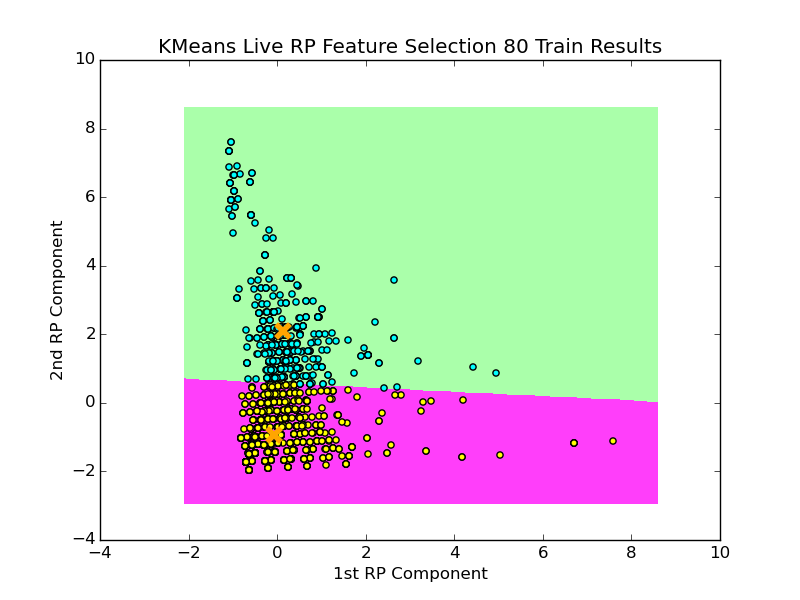 KMeans Live RP Feature Selection 80 Train Results
10
8
6
4
2
0
−2
−4
2nd RP Component
−4 −2 0 2 4 6 8 10
1st RP Component